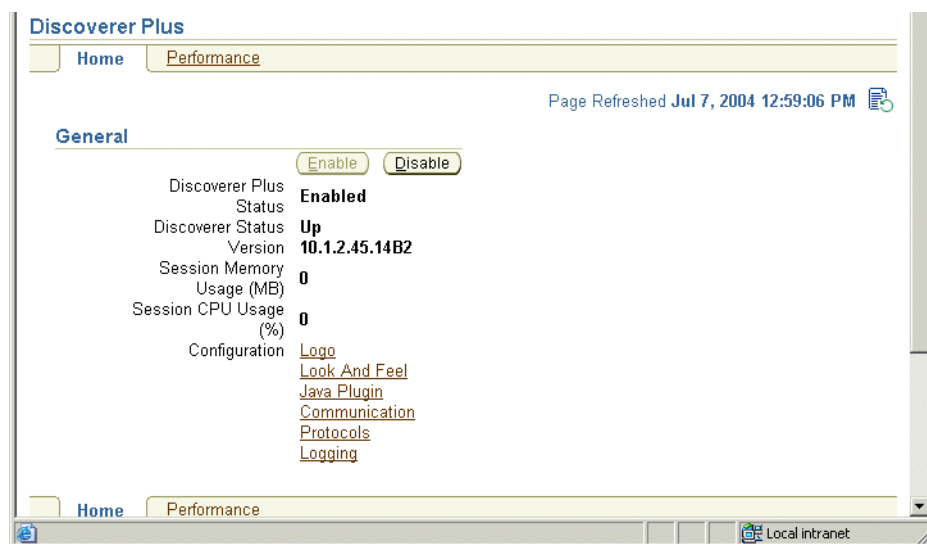 Discoverer Plus
Home Performance
Page Refreshed Jul 7, 2004 12:59:06 PM
General
Enable Disable
Discoverer Plus
Status Enabled
Discoverer Status Up
Version 10.1.2.45.14B2
Session Memory
Usage (MB) 0
Session CPU Usage
(%) 0
Configuration Logo
Look And Feel
Java Plugin
Communication
Protocols
Logging
Home Performance
Local intranet